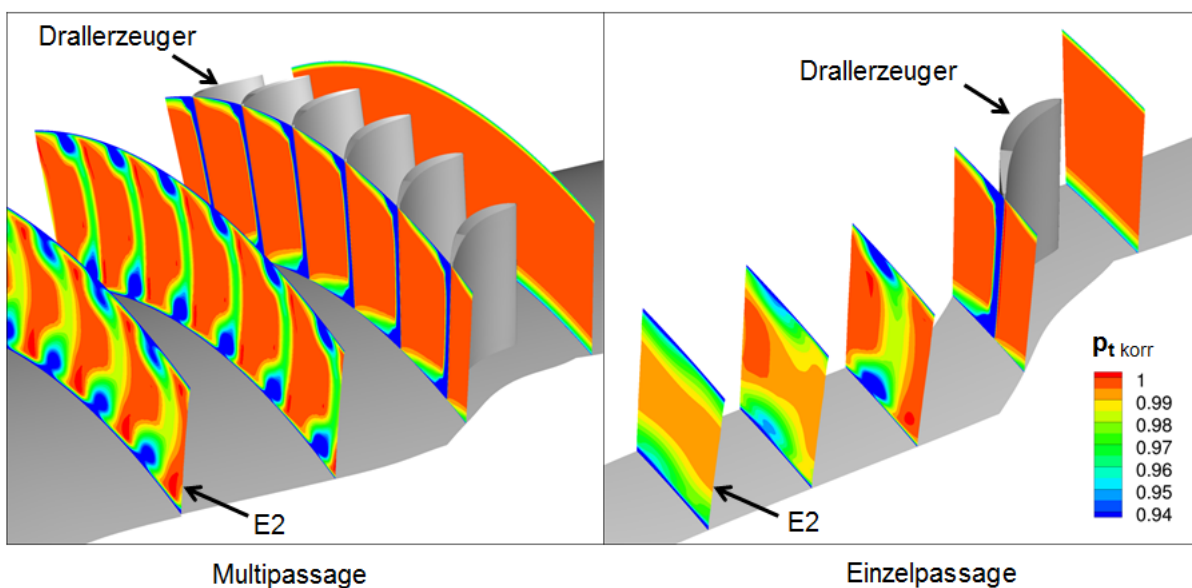 Drallerzeuger
E2
Multipassage
Drallerzeuger
pt korr
1
0.99
0.98
0.97
0.96
0.95
0.94
E2
Einzelpassage